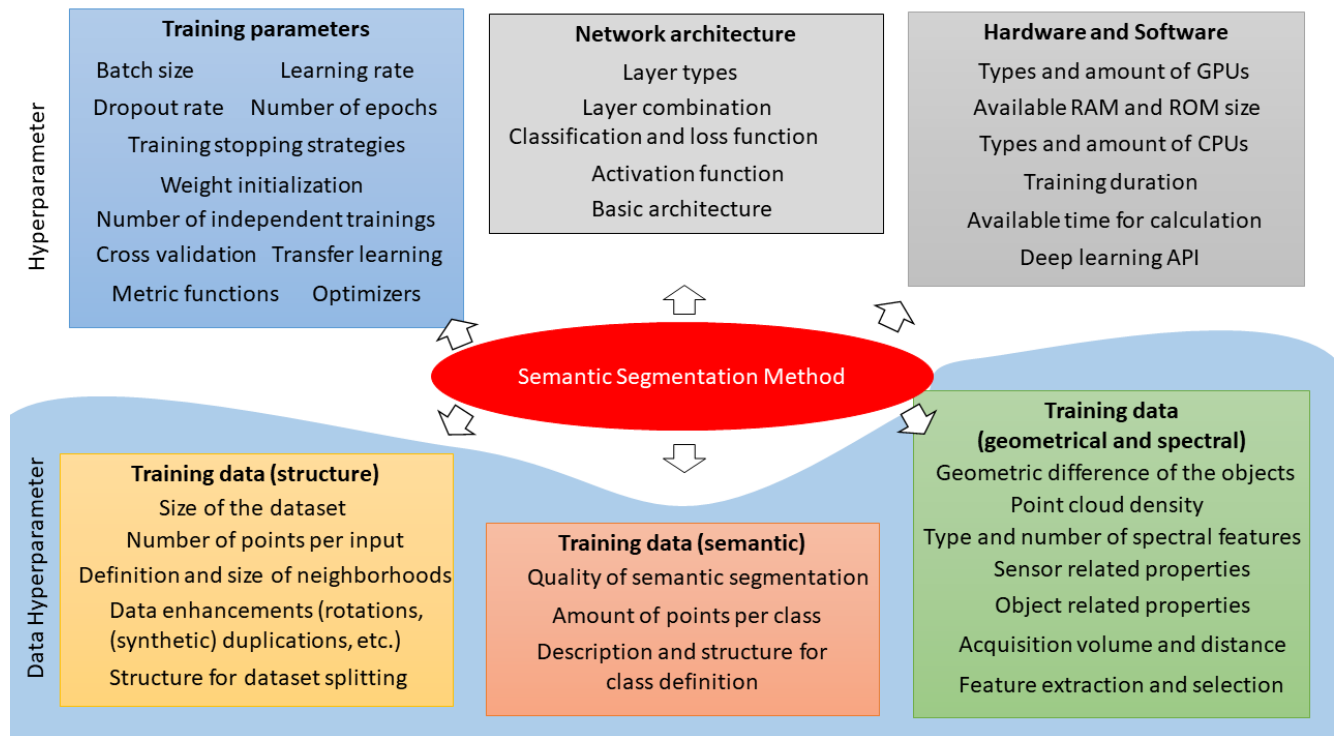 Hyperparameter
Training parameters
Batch size Learning rate
Dropout rate Number of epochs
Training stopping strategies
Weight initialization
Number of independent trainings
Cross validation Transfer learning
Metric functions Optimizers
Network architecture
Layer types
Layer combination
Classification and loss function
Activation function
Basic architecture
Hardware and Software
Types and amount of GPUs
Available RAM and ROM size
Types and amount of CPUs
Training duration
Available time for calculation
Deep learning API
Semantic Segmentation Method
Data Hyperparameter
Training data (structure)
Size of the dataset
Number of points per input
Definition and size of neighborhoods
Data enhancements (rotations,
(synthetic) duplications, etc.)
Structure for dataset splitting
Training data (semantic)
Quality of semantic segmentation
Amount of points per class
Description and structure for
class definition
Training data
(geometrical and spectral)
Geometric difference of the objects
Point cloud density
Type and number of spectral features
Sensor related properties
Object related properties
Acquisition volume and distance
Feature extraction and selection